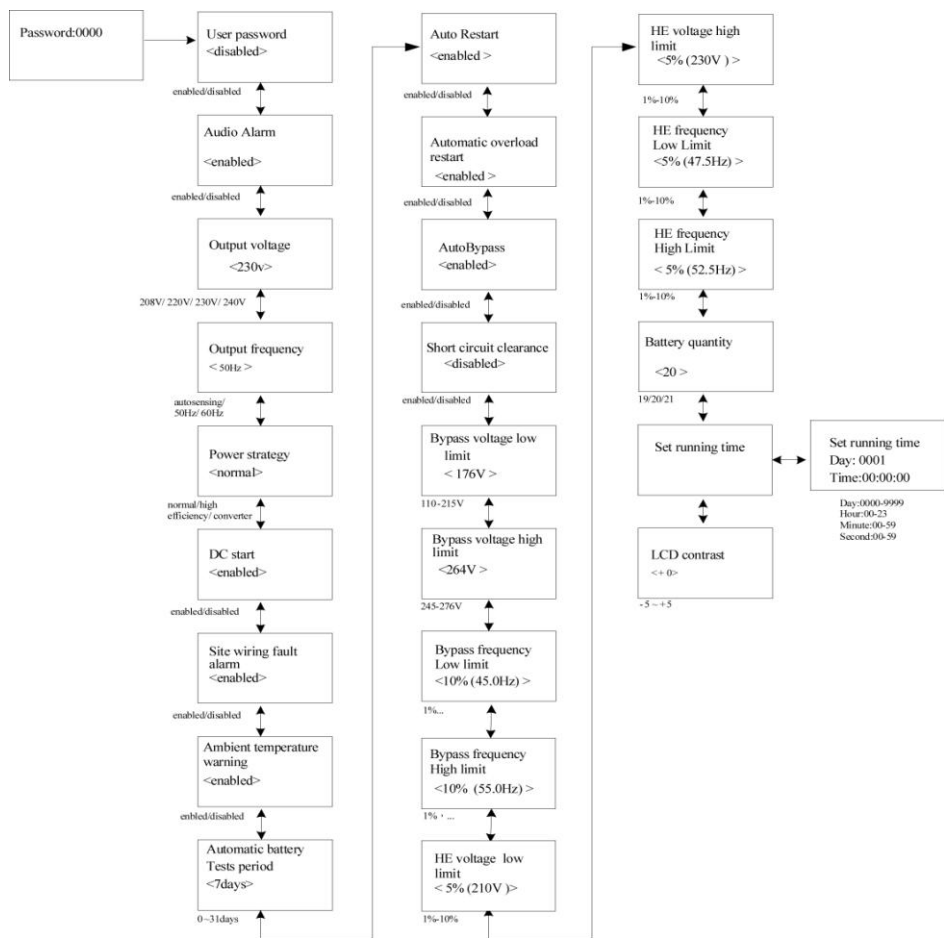 Password:0000
User password
<disabled>
enabled/disabled
Audio Alarm
<enabled>
enabled/disabled
Output voltage
<230v>
208V/ 220V/ 230V/ 240V
Output frequency
< 50Hz >
autosensing/
50Hz/ 60Hz
Power strategy
<normal>
normal/high
efficiency/ converter
DC start
<enabled>
enabled/disabled
Site wiring fault
alarm
<enabled>
enabled/disabled
Ambient temperature
warning
<enabled>
enbled/disabled
Automatic battery
Tests period
<7days>
0~31days
Auto Restart
<enabled >
enabled/disabled
Automatic overload
restart
<enabled >
enabled/disabled
AutoBypass
<enabled>
enabled/disabled
Short circuit clearance
<disabled>
enabled/disabled
Bypass voltage low
limit
< 176V >
110-215V
Bypass voltage high
limit
<264V >
245-276V
Bypass frequency
Low limit
<10% (45.0Hz) >
1%...
Bypass frequency
High limit
<10% (55.0Hz) >
1% , ...
HE voltage low
limit
< 5% (210V )>
1%-10%
HE voltage high
limit
<5% (230V ) >
1%-10%
HE frequency
Low Limit
<5% (47.5Hz) >
1%-10%
HE frequency
High Limit
< 5% (52.5Hz) >
1%-10%
Battery quantity
<20 >
19/20/21
Set running time
Set running time
Day: 0001
Time:00:00:00
Day:0000-9999
Hour:00-23
Minute:00-59
Second:00-59
LCD contrast
<+ 0>
-5 ~ +5